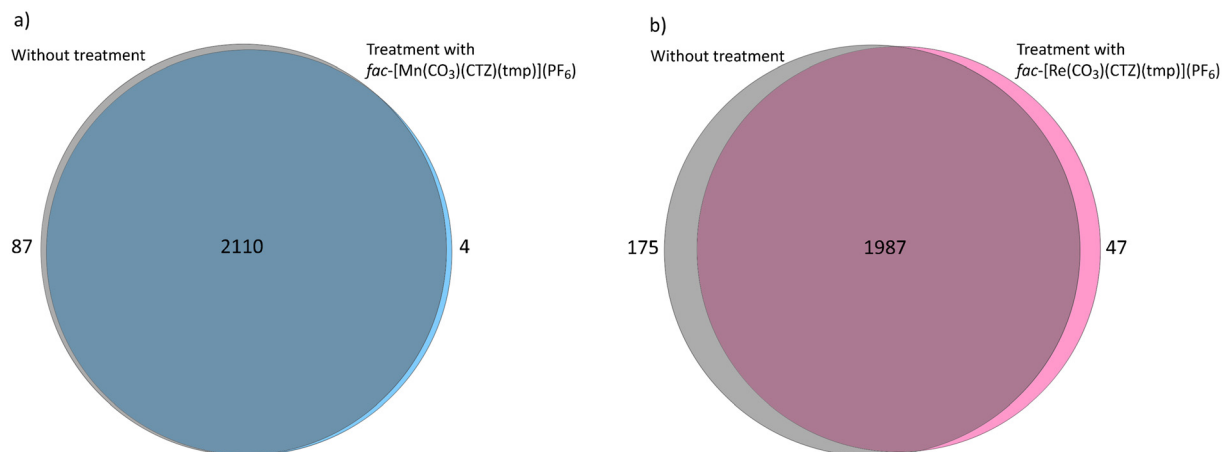 a)
Without treatment
Treatment with
fac-[Mn(CO₃)(CTZ)(tmp)](PF₆)
87
2110
4
b)
Without treatment
Treatment with
fac-[Re(CO₃)(CTZ)(tmp)](PF₆)
175
1987
47